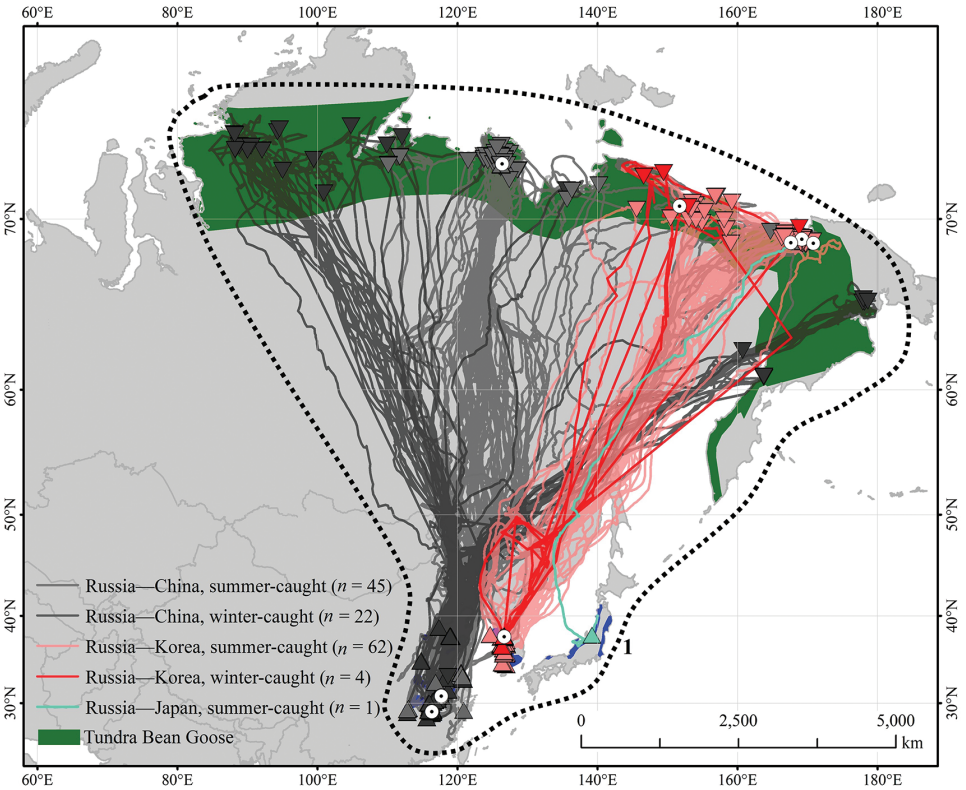 60°E 80°E 100°E 120°E 140°E 160°E 180°E
70°N 70°N
60°N 60°N
50°N 50°N
40°N 40°N
30°N 30°N
Russia—China, summer-caught (n = 45)
Russia—China, winter-caught (n = 22)
Russia—Korea, summer-caught (n = 62)
Russia—Korea, winter-caught (n = 4)
Russia—Japan, summer-caught (n = 1)
Tundra Bean Goose
1
0 2,500 5,000
km
60°E 80°E 100°E 120°E 140°E 160°E 180°E